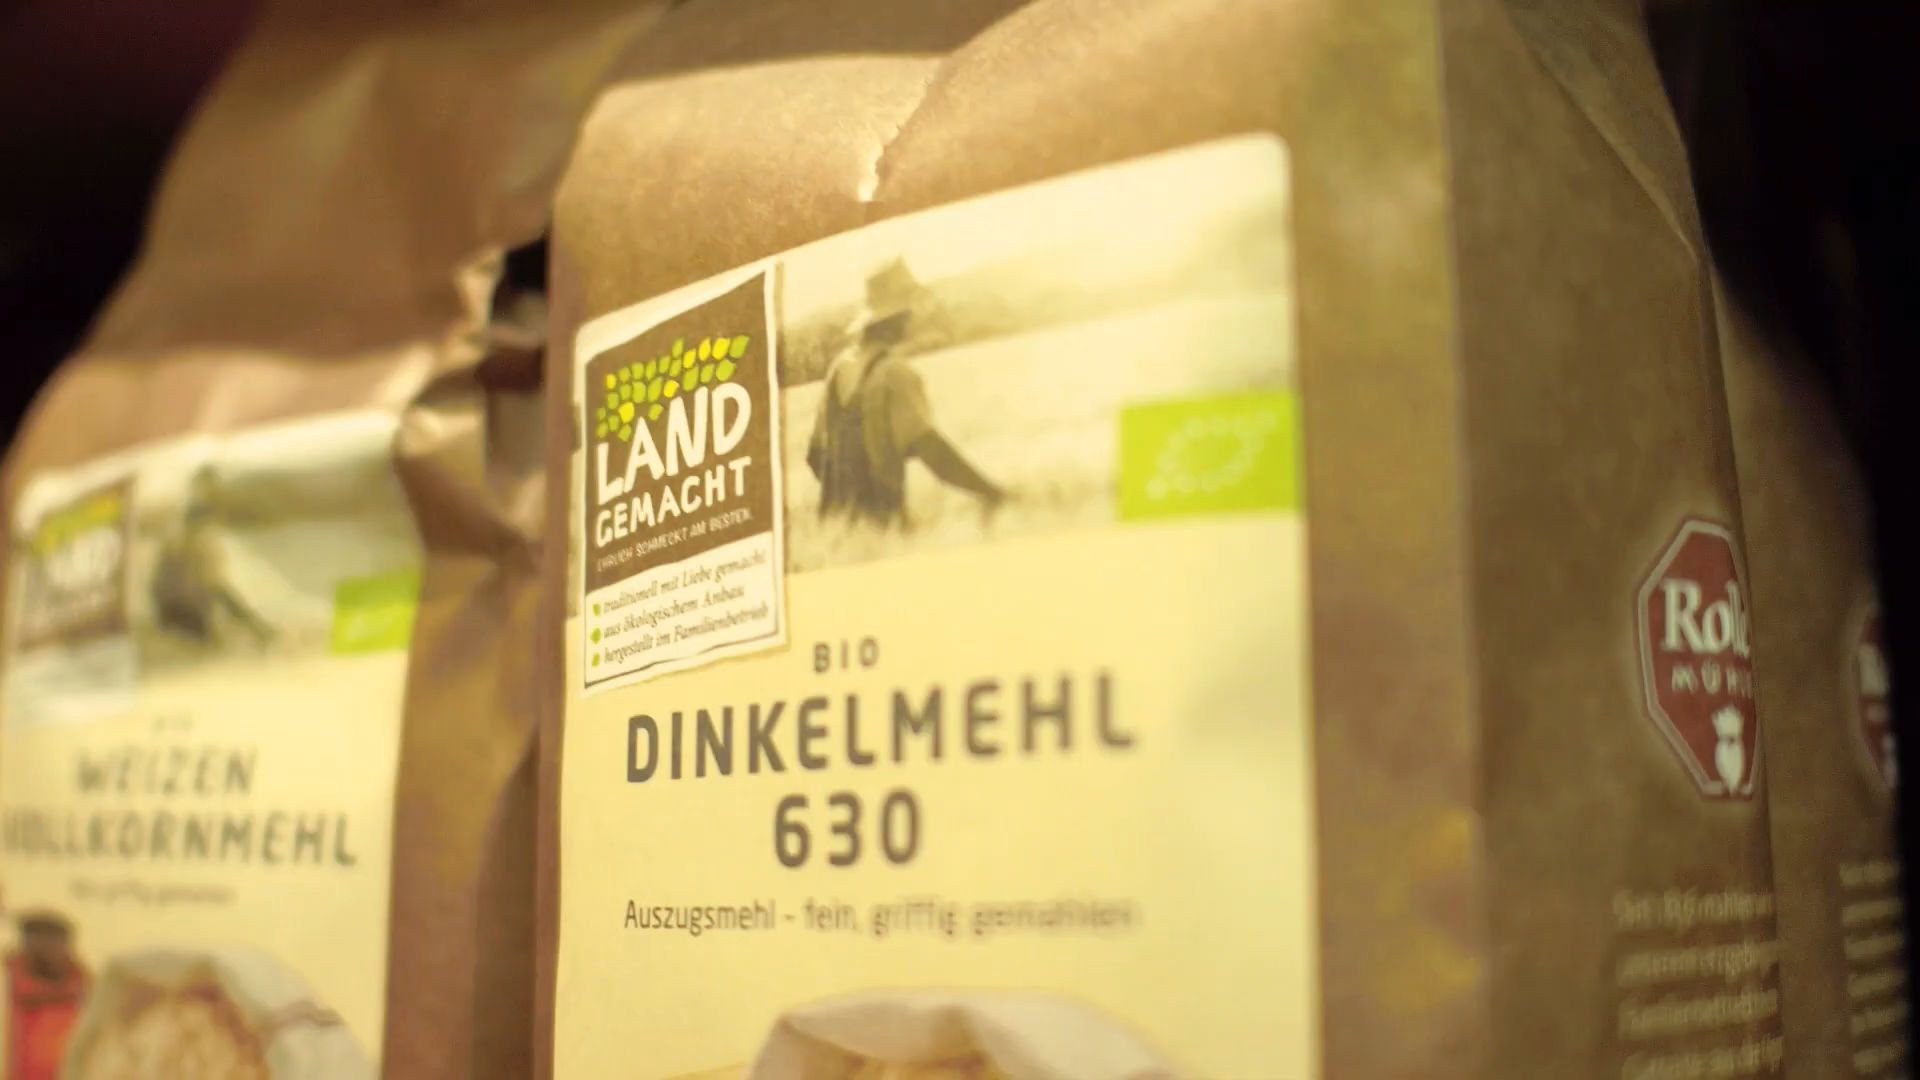 LAND
GEMACHT
EHRLICH SCHMECKT AM BESTEN.
traditionell mit Liebe gemacht
aus ökologischem Anbau
hergestellt im Familienbetrieb
BIO
DINKELMEHL
630
Auszugsmehl - fein, griffig gemahlen
WEIZEN
VOLLKORNMEHL